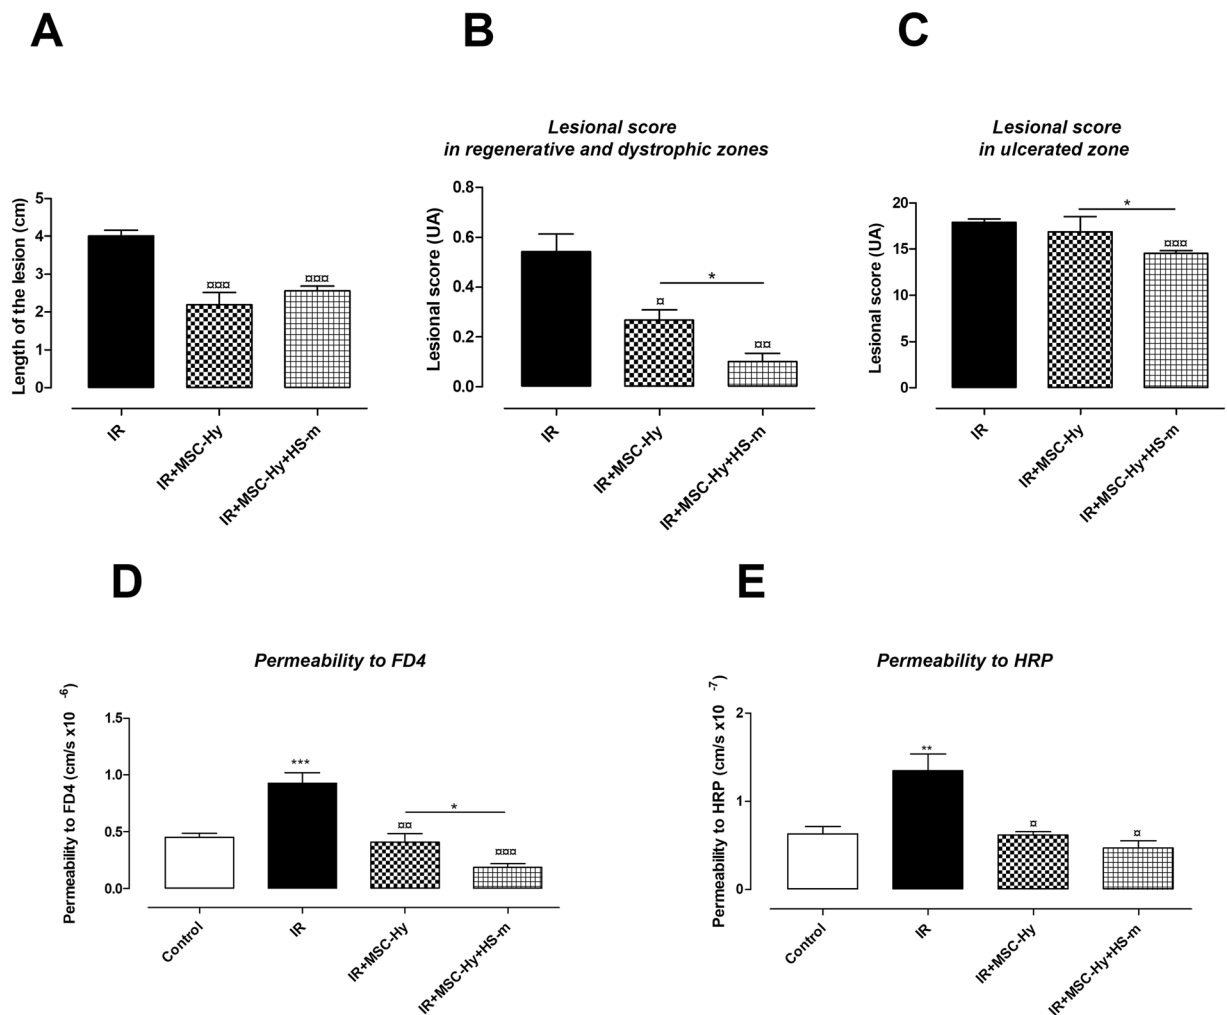 A
B
C
Lesional score
in regenerative and dystrophic zones
Lesional score
in ulcerated zone
Length of the lesion (cm)
5
4
3
2
1
0
¤¤¤
¤¤¤
IR
IR+MSC-Hy
IR+MSC-Hy+HS-m
Lesional score (UA)
0.8
0.6
0.4
0.2
0.0
*
¤
¤¤
IR
IR+MSC-Hy
IR+MSC-Hy+HS-m
Lesional score (UA)
20
15
10
5
0
*
¤¤¤
IR
IR+MSC-Hy
IR+MSC-Hy+HS-m
D
E
Permeability to FD4
Permeability to HRP
Permeability to FD4 (cm/s x10 -6)
1.5
1.0
0.5
0.0
***
*
¤¤
¤¤¤
Control
IR
IR+MSC-Hy
IR+MSC-Hy+HS-m
Permeability to HRP (cm/s x10 -7)
2
1
0
**
¤
¤
Control
IR
IR+MSC-Hy
IR+MSC-Hy+HS-m